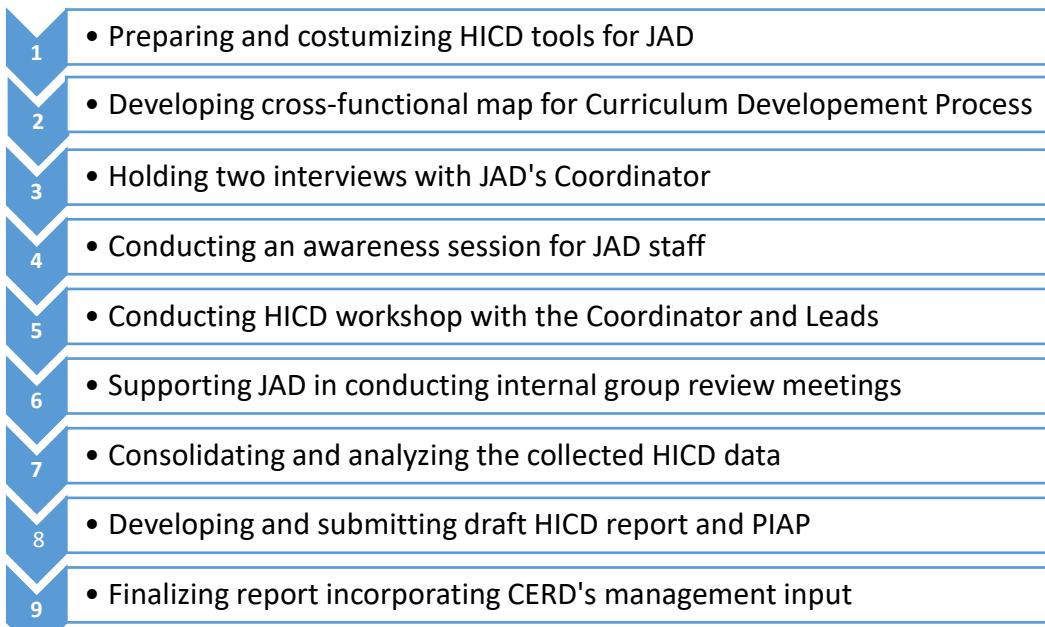 1 • Preparing and costumizing HICD tools for JAD
2 • Developing cross-functional map for Curriculum Developement Process
3 • Holding two interviews with JAD's Coordinator
4 • Conducting an awareness session for JAD staff
5 • Conducting HICD workshop with the Coordinator and Leads
6 • Supporting JAD in conducting internal group review meetings
7 • Consolidating and analyzing the collected HICD data
8 • Developing and submitting draft HICD report and PIAP
9 • Finalizing report incorporating CERD's management input